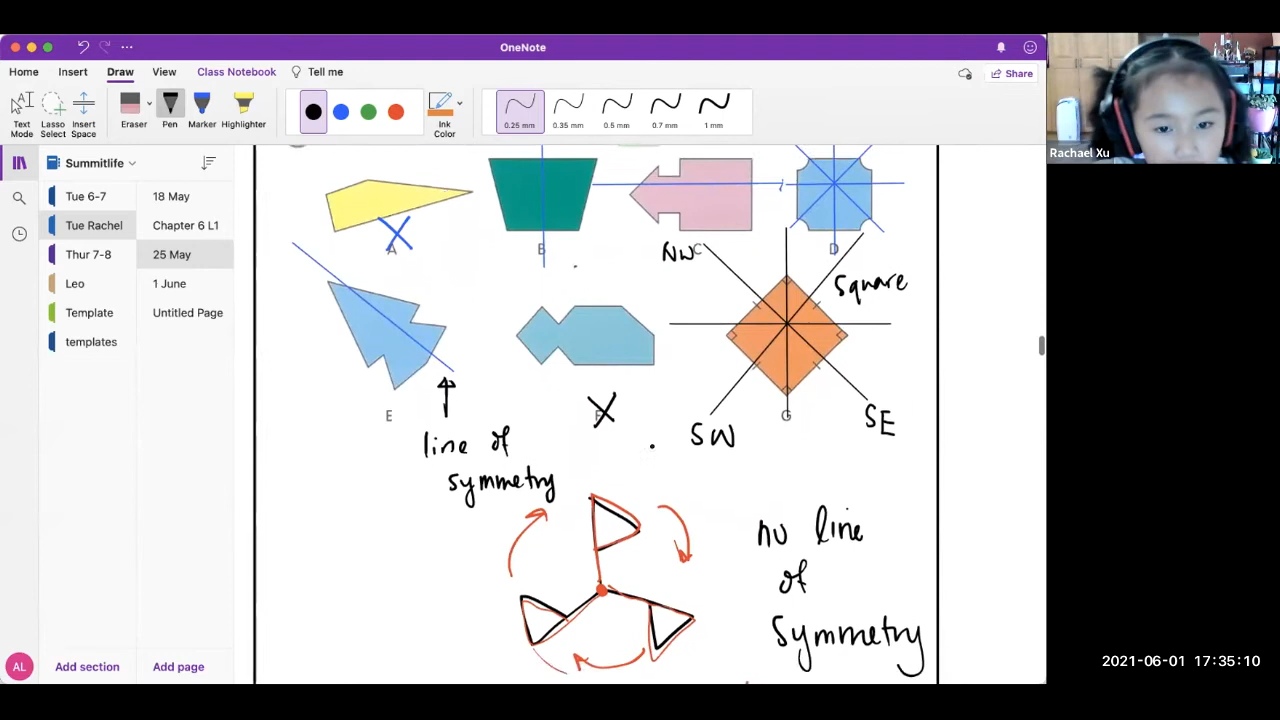 OneNote
Home Insert Draw View Class Notebook Tell me
Share
Text Mode
Lasso Select
Insert Space
Eraser
Pen
Marker
Highlighter
Ink Color
0.25 mm
0.35 mm
0.5 mm
0.7 mm
1 mm
Rachael Xu
Summitlife
Tue 6-7
Tue Rachel
Thur 7-8
Leo
Template
templates
18 May
Chapter 6 L1
25 May
1 June
Untitled Page
A
B
C
D
NW
Square
E
F
G
X
SW
SE
line of
symmetry
no line
of
symmetry
AL
Add section
Add page
2021-06-01 17:35:10